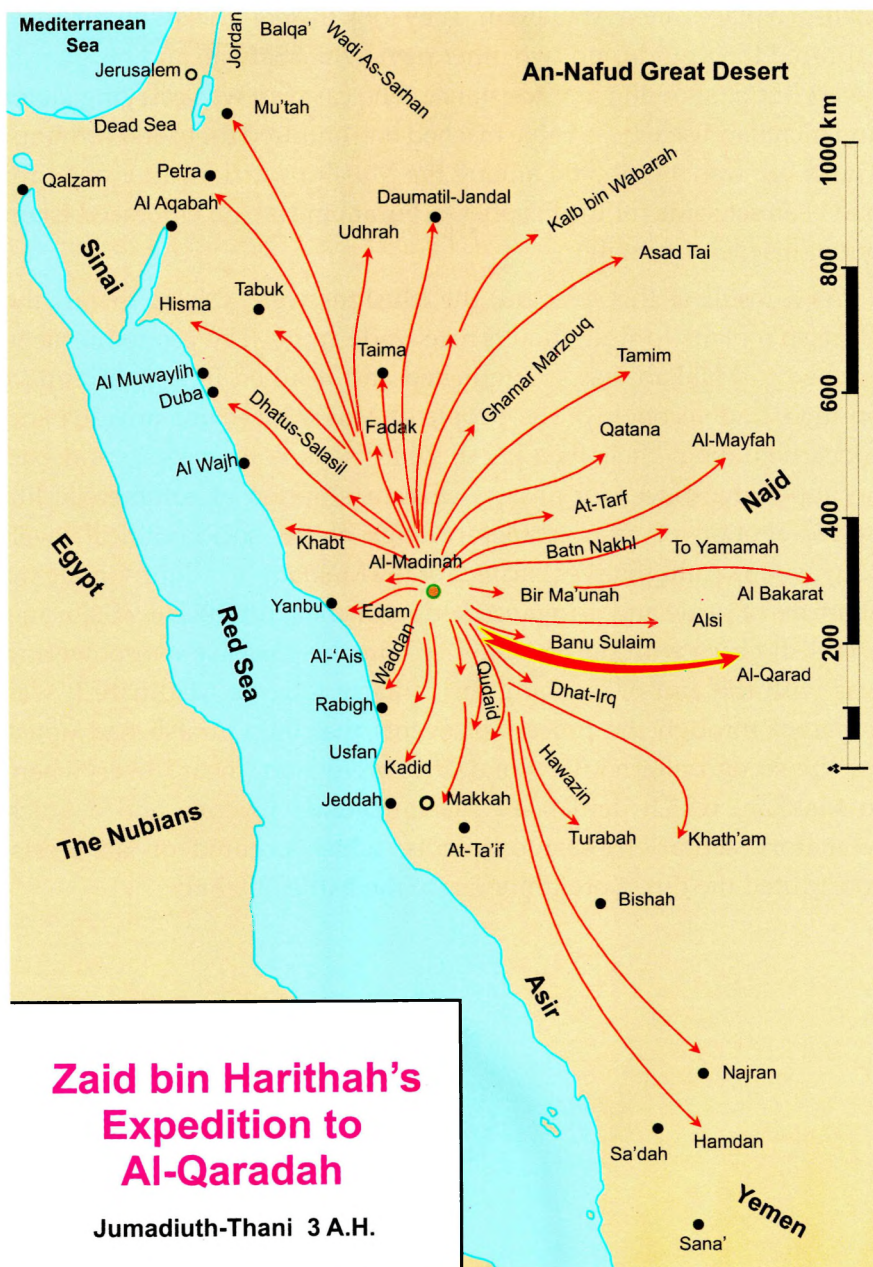 Mediterranean
Sea
Jordan
Balqa'
Wadi As-Sarhan
An-Nafud Great Desert
Jerusalem
Mu'tah
Dead Sea
1000 km
Petra
Qalzam
Al Aqabah
Daumatil-Jandal
Kalb bin Wabarah
Udhrah
Asad Tai
Sinai
800
Hisma
Tabuk
Taima
Ghamar Marzouq
Tamim
Al Muwaylih
Duba
600
Dhatus-Salasil
Fadak
Qatana
Al-Mayfah
Al Wajh
Najd
At-Tarf
400
Egypt
Khabt
Al-Madinah
Batn Nakhl
To Yamamah
Red Sea
Yanbu
Edam
Bir Ma'unah
Al Bakarat
Alsi
Waddan
Banu Sulaim
200
Al-'Ais
Qudaid
Dhat-Irq
Al-Qarad
Rabigh
Usfan
Kadid
Hawazin
Jeddah
Makkah
The Nubians
At-Ta'if
Turabah
Khath'am
Bishah
Asir
Zaid bin Harithah's
Expedition to
Al-Qaradah
Jumadiuth-Thani 3 A.H.
Najran
Sa'dah
Hamdan
Yemen
Sana'